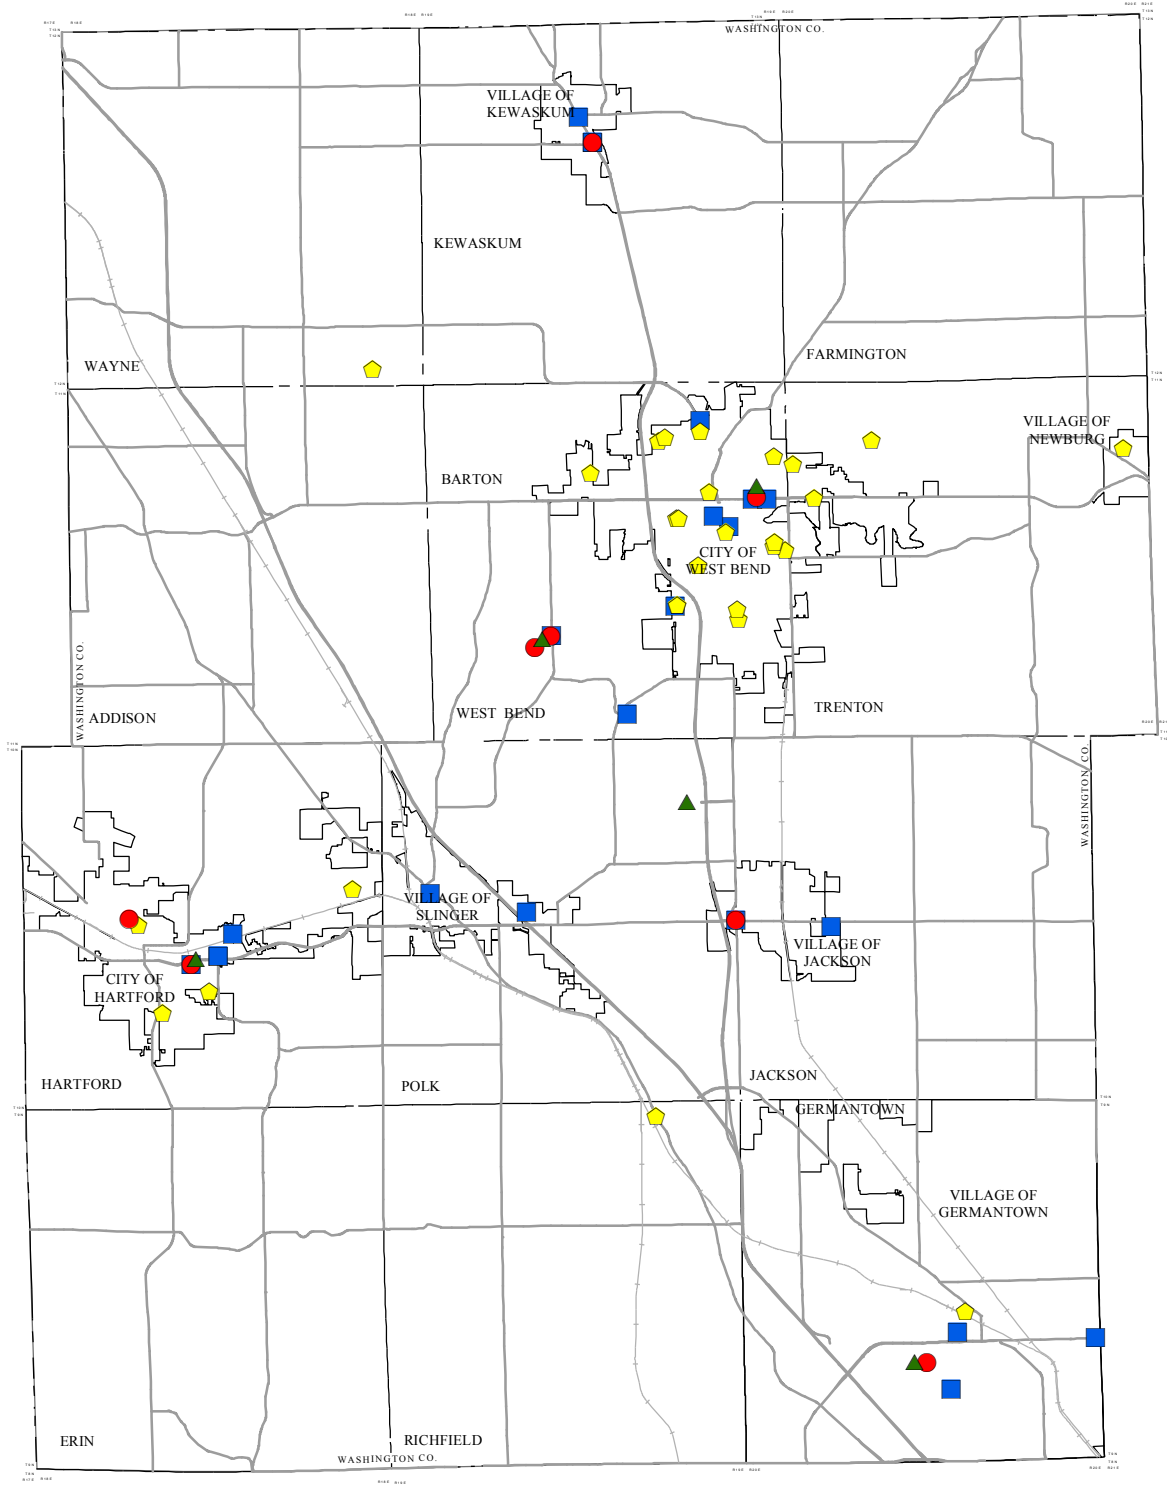 WASHINGTON CO.
VILLAGE OF
KEWASKUM
KEWASKUM
WAYNE
FARMINGTON
VILLAGE OF
NEWBURG
BARTON
CITY OF
WEST BEND
WASHINGTON CO.
ADDISON
WEST BEND
TRENTON
WASHINGTON CO.
VILLAGE OF
SLINGER
VILLAGE OF
JACKSON
CITY OF
HARTFORD
HARTFORD
POLK
JACKSON
GERMANTOWN
VILLAGE OF
GERMANTOWN
ERIN
RICHFIELD
WASHINGTON CO.